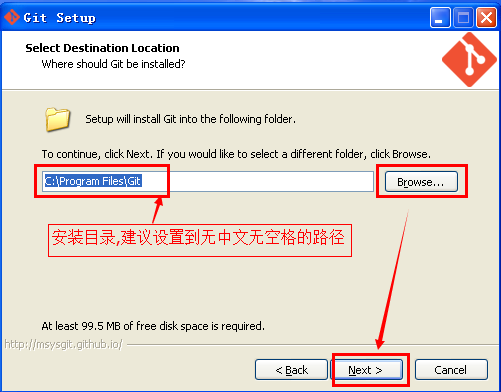 Git Setup
Select Destination Location
Where should Git be installed?
Setup will install Git into the following folder.
To continue, click Next. If you would like to select a different folder, click Browse.
C:\Program Files\Git
Browse...
安装目录,建议设置到无中文无空格的路径
At least 99.5 MB of free disk space is required.
http://msysgit.github.io/
< Back
Next >
Cancel